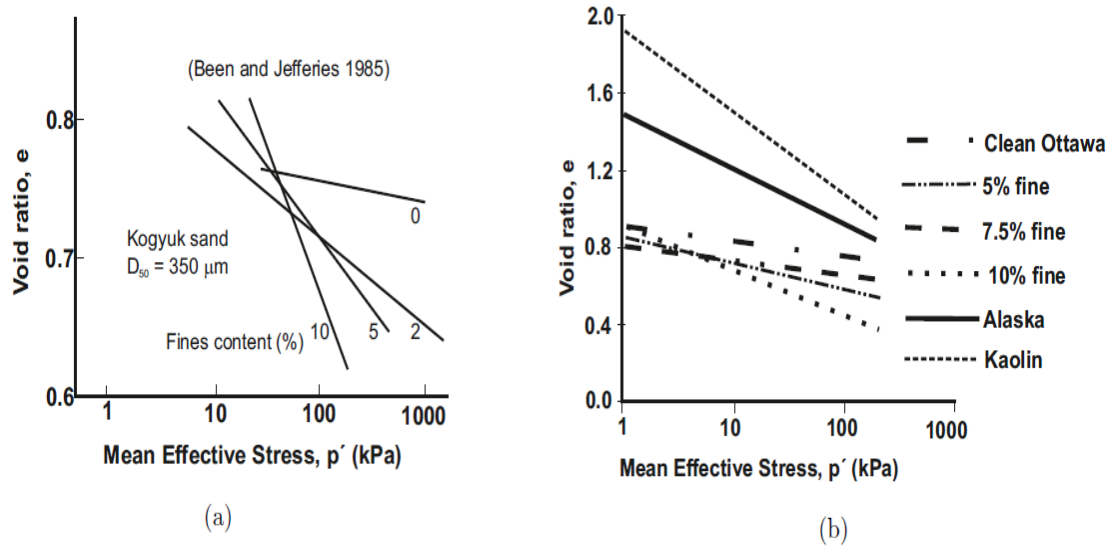 (Been and Jefferies 1985)
0.8
Void ratio, e
0
Kogyuk sand
D₅₀ = 350 μm
0.7
Fines content (%)
10
5
2
0.6
1
10
100
1000
Mean Effective Stress, p´ (kPa)
(a)
2.0
1.6
1.2
0.8
0.4
0.0
Void ratio, e
Clean Ottawa
5% fine
7.5% fine
10% fine
Alaska
Kaolin
1
10
100
1000
Mean Effective Stress, p´ (kPa)
(b)